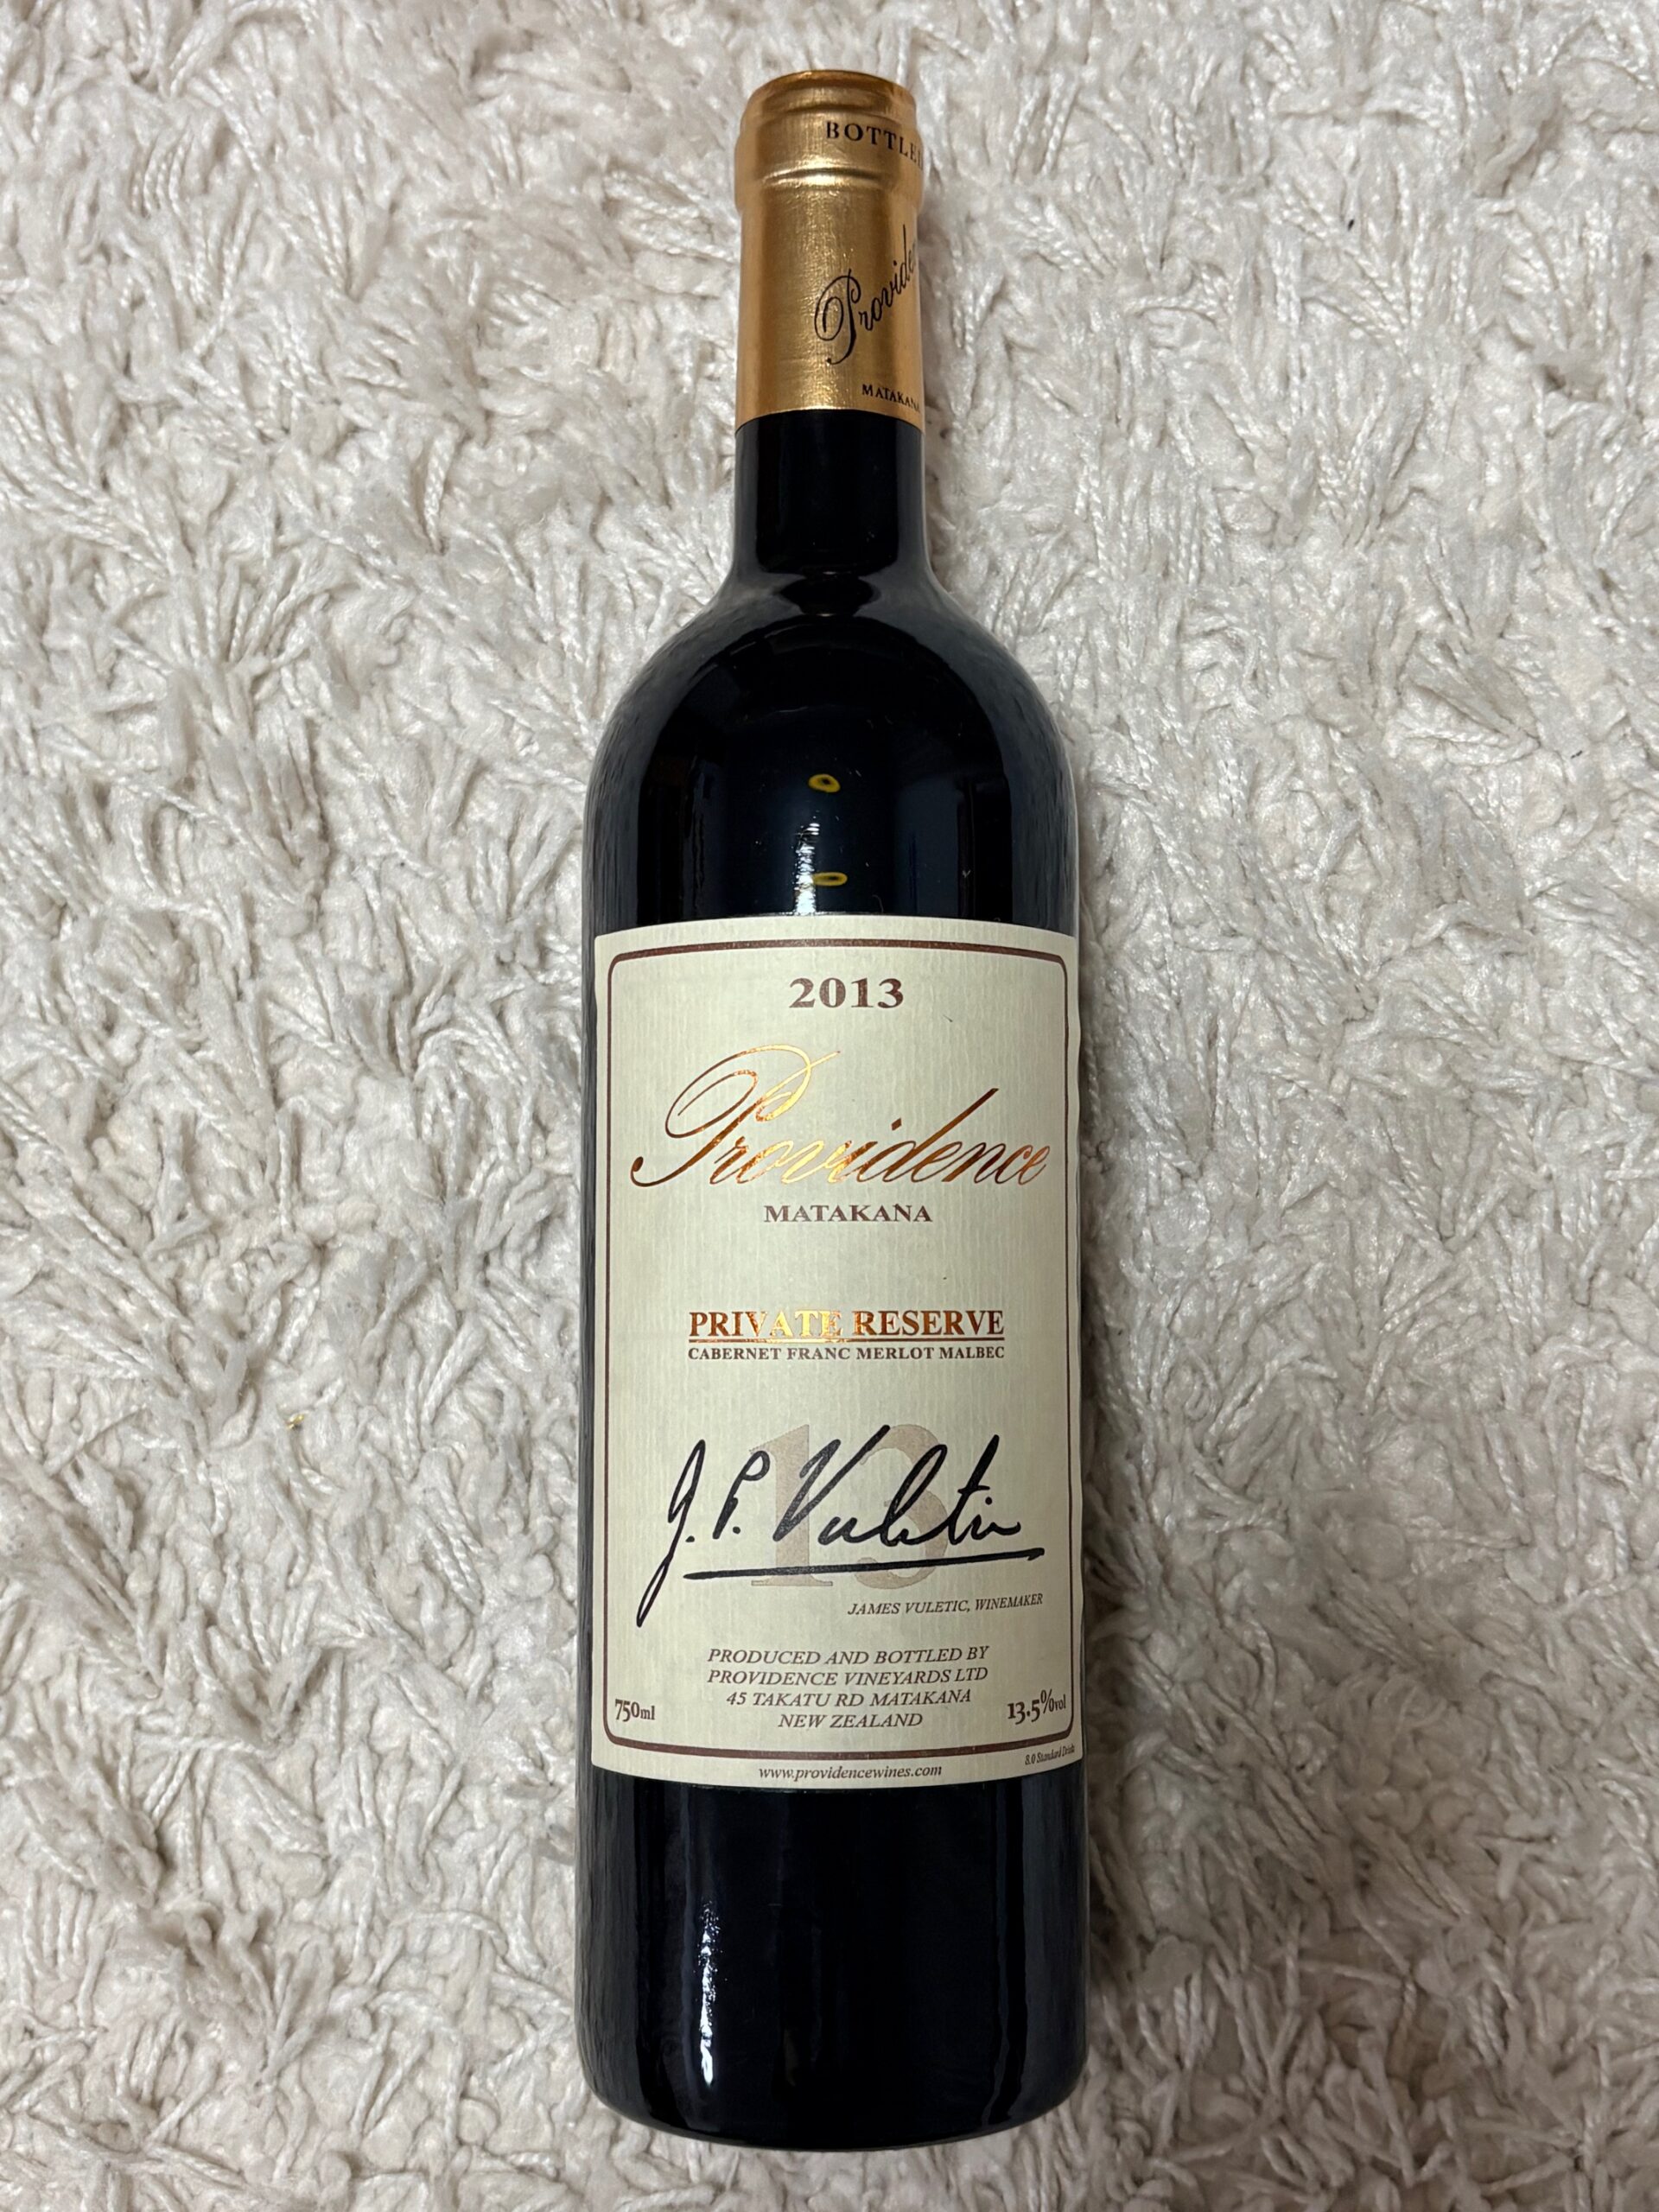 Providence
MATAKANA
2013
Providence
MATAKANA
PRIVATE RESERVE
CABERNET FRANC MERLOT MALBEC
13
J. P. Vuletic
JAMES VULETIC, WINEMAKER
PRODUCED AND BOTTLED BY
PROVIDENCE VINEYARDS LTD
45 TAKATU RD MATAKANA
NEW ZEALAND
750ml
13.5%vol
8.0 Standard Drinks
www.providencewines.com